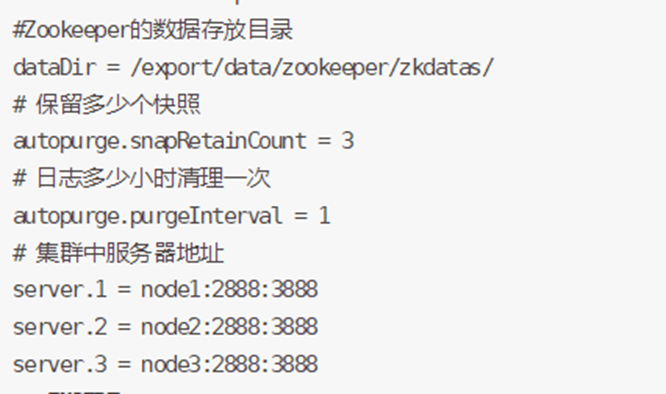 #Zookeeper的数据存放目录
dataDir = /export/data/zookeeper/zkdatas/
# 保留多少个快照
autopurge.snapRetainCount = 3
# 日志多少小时清理一次
autopurge.purgeInterval = 1
# 集群中服务器地址
server.1 = node1:2888:3888
server.2 = node2:2888:3888
server.3 = node3:2888:3888